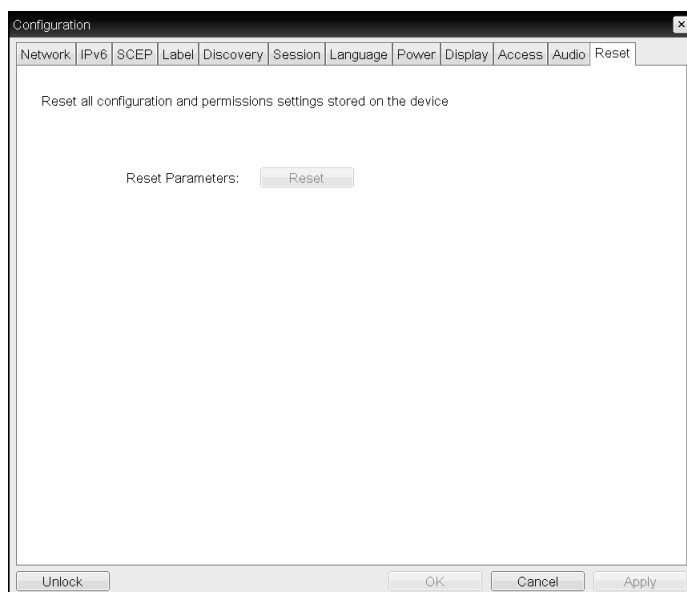 Configuration
Network IPv6 SCEP Label Discovery Session Language Power Display Access Audio Reset
Reset all configuration and permissions settings stored on the device
Reset Parameters: Reset
Unlock OK Cancel Apply